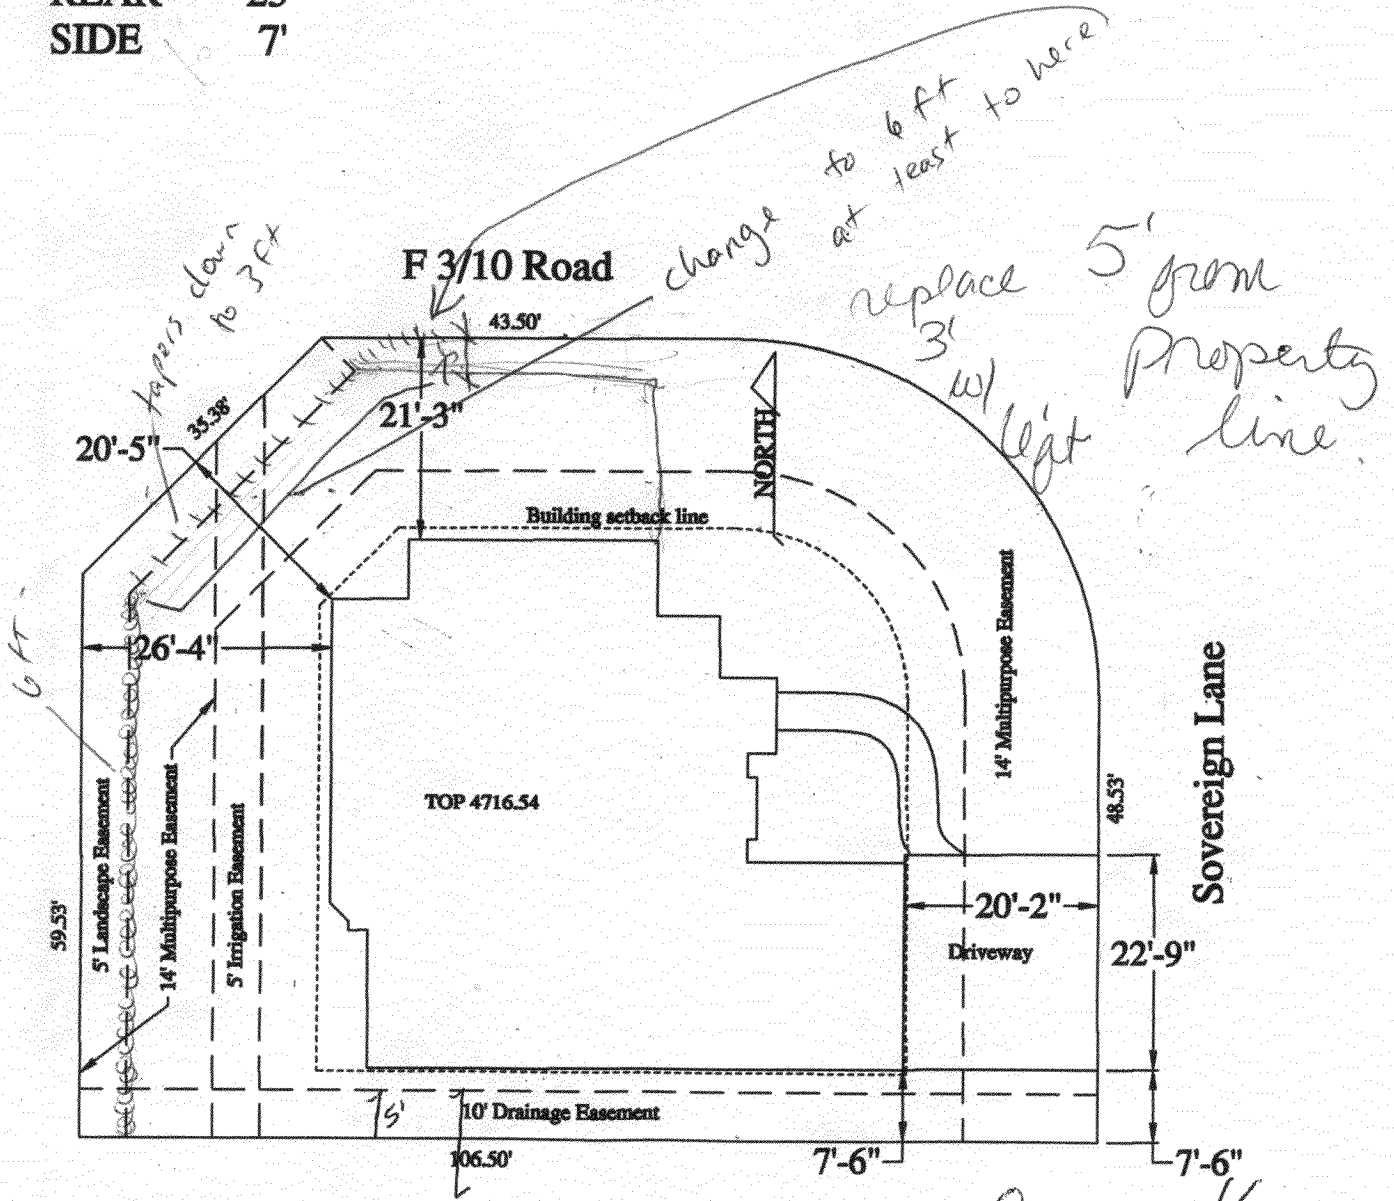 REAR 25'
SIDE 7'
to 6 ft
at least to here
change
tapers down
to 3 ft
F 3/10 Road
replace
3'
w/
5' from
property
line
43.50'
35.38'
21'-3"
20'-5"
NORTH
Building setback line
26'-4"
6 FT
14' Multipurpose Easement
Sovereign Lane
TOP 4716.54
48.53'
5' Landscape Easement
14' Multipurpose Easement
5' Irrigation Easement
59.53'
20'-2"
Driveway
22'-9"
5'
10' Drainage Easement
106.50'
7'-6"
7'-6"